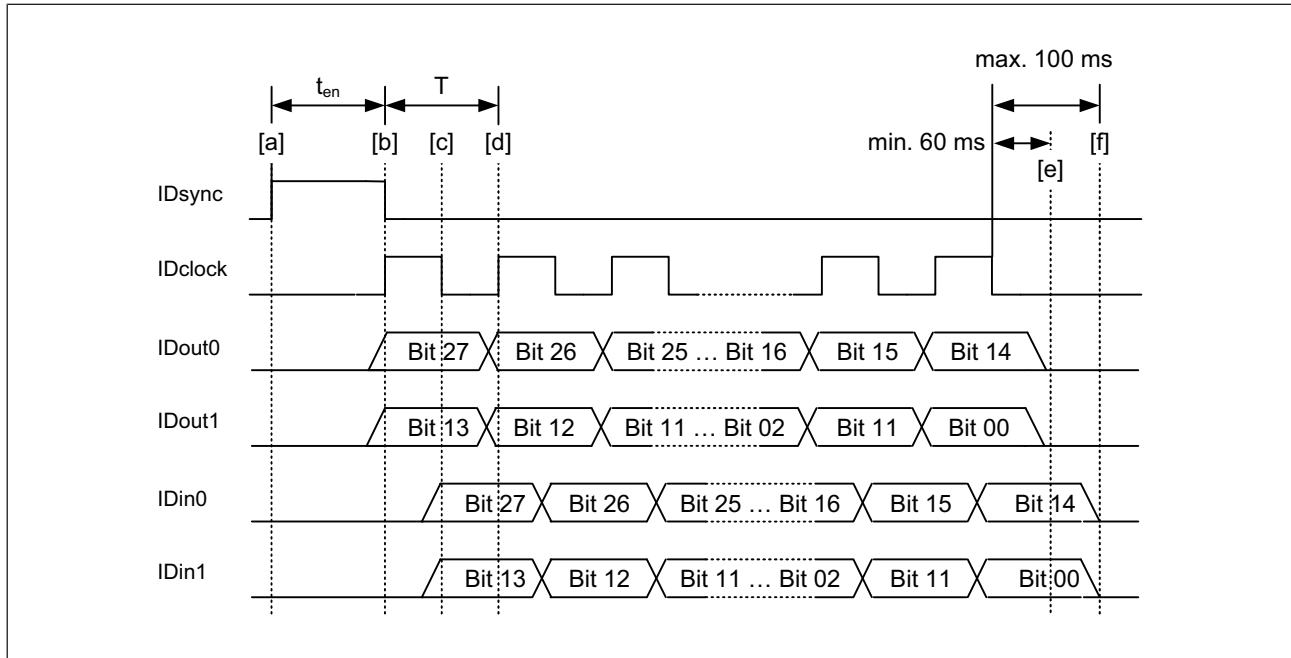 max. 100 ms
t_en T
[a] [b] [c] [d] min. 60 ms [e] [f]
IDsync
IDclock
IDout0 Bit 27 Bit 26 Bit 25 … Bit 16 Bit 15 Bit 14
IDout1 Bit 13 Bit 12 Bit 11 … Bit 02 Bit 11 Bit 00
IDin0 Bit 27 Bit 26 Bit 25 … Bit 16 Bit 15 Bit 14
IDin1 Bit 13 Bit 12 Bit 11 … Bit 02 Bit 11 Bit 00